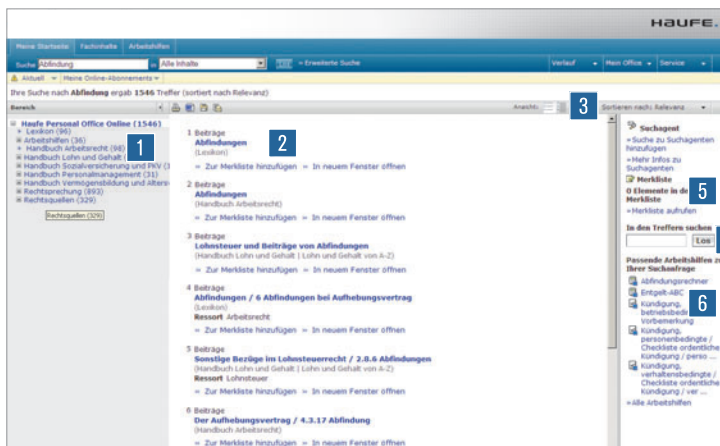 HAUFE.
Meine Startseite Fachinhalte Arbeitshilfen
Suche Abfindung in Alle Inhalte » Erweiterte Suche Verlauf Mein Office Service
Aktuell Meine Online-Abonnements
Ihre Suche nach Abfindung ergab 1546 Treffer (sortiert nach Relevanz)
Bereich Ansicht: 3 Sortieren nach: Relevanz
Haufe Personal Office Online (1546)
Lexikon (96)
Arbeitshilfen (36)
Handbuch Arbeitsrecht (98)
Handbuch Lohn und Gehalt (
Handbuch Sozialversicherung und PKV (3
Handbuch Personalmanagement (31)
Handbuch Vermögensbildung und Alters
Rechtsprechung (893)
Rechtsquellen (329)
Rechtsquellen (329)
1
2
1 Beiträge
Abfindungen
(Lexikon)
» Zur Merkliste hinzufügen » In neuem Fenster öffnen
2 Beiträge
Abfindungen
(Handbuch Arbeitsrecht)
» Zur Merkliste hinzufügen » In neuem Fenster öffnen
3 Beiträge
Lohnsteuer und Beiträge von Abfindungen
(Handbuch Lohn und Gehalt | Lohn und Gehalt von A-Z)
» Zur Merkliste hinzufügen » In neuem Fenster öffnen
4 Beiträge
Abfindungen / 6 Abfindungen bei Aufhebungsvertrag
(Lexikon)
Ressort Arbeitsrecht
» Zur Merkliste hinzufügen » In neuem Fenster öffnen
5 Beiträge
Sonstige Bezüge im Lohnsteuerrecht / 2.8.6 Abfindungen
(Handbuch Lohn und Gehalt | Lohn und Gehalt von A-Z)
Ressort Lohnsteuer
» Zur Merkliste hinzufügen » In neuem Fenster öffnen
6 Beiträge
Der Aufhebungsvertrag / 4.3.17 Abfindung
(Handbuch Arbeitsrecht)
» Zur Merkliste hinzufügen » In neuem Fenster öffnen
Suchagent
» Suche zu Suchagenten
hinzufügen
» Mehr Infos zu
Suchagenten
Merkliste
0 Elemente in de
Merkliste
5
» Merkliste aufrufen
In den Treffern suchen
Los
Passende Arbeitshilfen zu
Ihrer Suchanfrage
Abfindungsrechner
Entgelt-ABC
6
Kündigung,
betriebsbedin
Vorbemerkung
Kündigung,
personenbedingte /
Checkliste ordentliche
Kündigung / perso ...
Kündigung,
verhaltensbedingte /
Checkliste ordentliche
Kündigung / ver ...
» Alle Arbeitshilfen